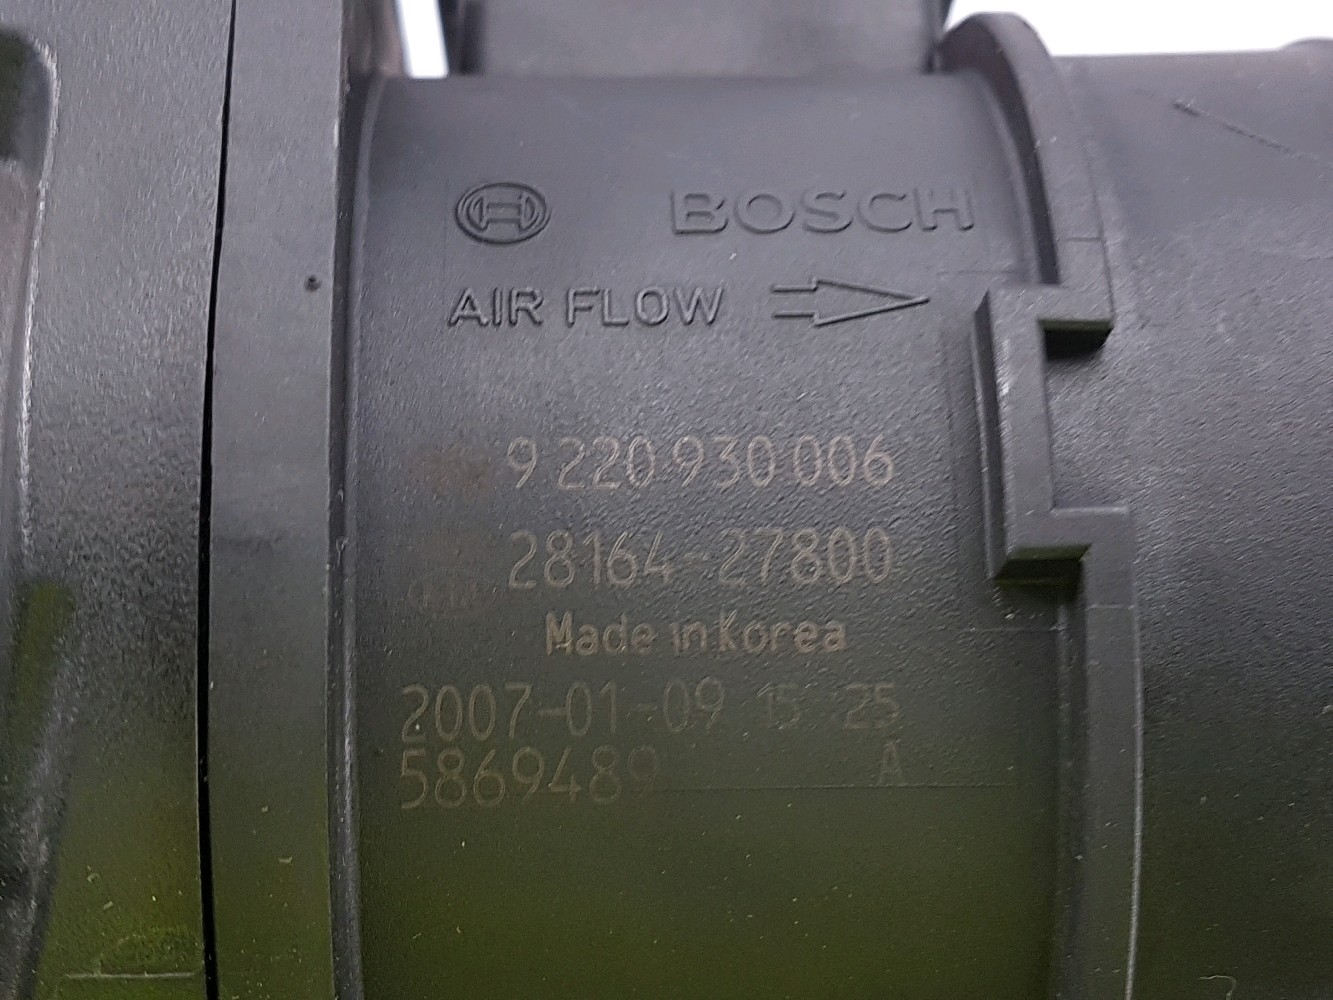 BOSCH
AIR FLOW
9 220 930 006
28164-27800
Made in Korea
2007-01-09 15 25
5869489 A